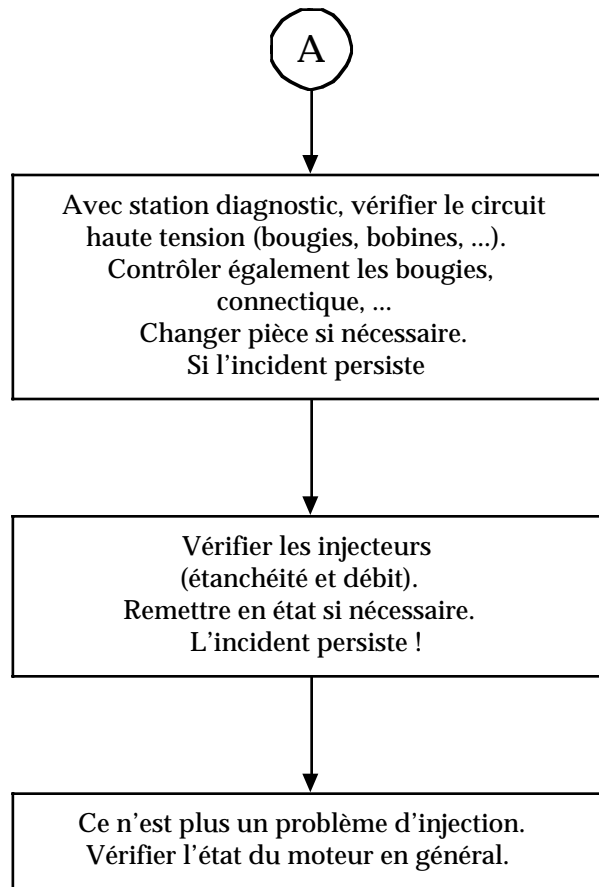 A
Avec station diagnostic, vérifier le circuit
haute tension (bougies, bobines, ...).
Contrôler également les bougies,
connectique, ...
Changer pièce si nécessaire.
Si l’incident persiste
Vérifier les injecteurs
(étanchéité et débit).
Remettre en état si nécessaire.
L’incident persiste !
Ce n’est plus un problème d’injection.
Vérifier l’état du moteur en général.